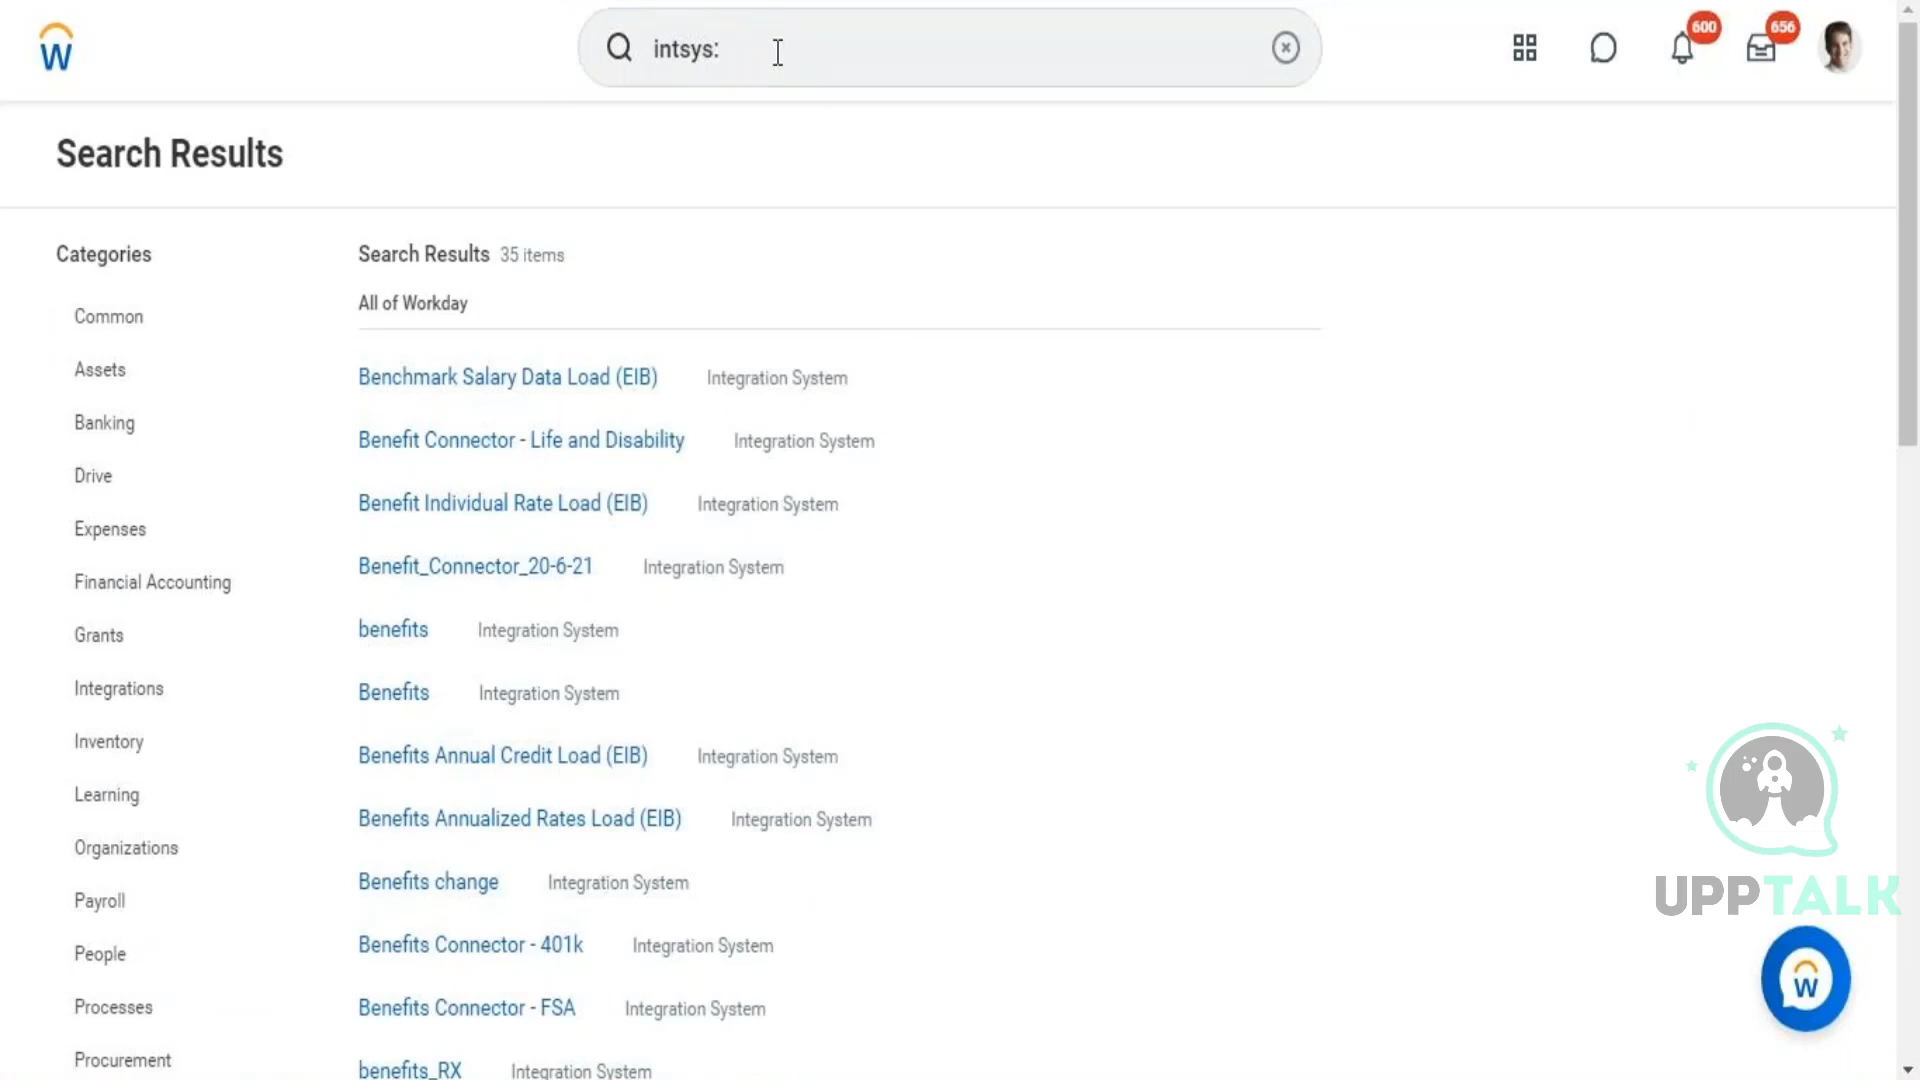 W
intsys:
600
656
Search Results
Categories
Common
Assets
Banking
Drive
Expenses
Financial Accounting
Grants
Integrations
Inventory
Learning
Organizations
Payroll
People
Processes
Procurement
Search Results 35 items
All of Workday
Benchmark Salary Data Load (EIB) Integration System
Benefit Connector - Life and Disability Integration System
Benefit Individual Rate Load (EIB) Integration System
Benefit_Connector_20-6-21 Integration System
benefits Integration System
Benefits Integration System
Benefits Annual Credit Load (EIB) Integration System
Benefits Annualized Rates Load (EIB) Integration System
Benefits change Integration System
Benefits Connector - 401k Integration System
Benefits Connector - FSA Integration System
benefits_RX Integration System
UPPTALK
W